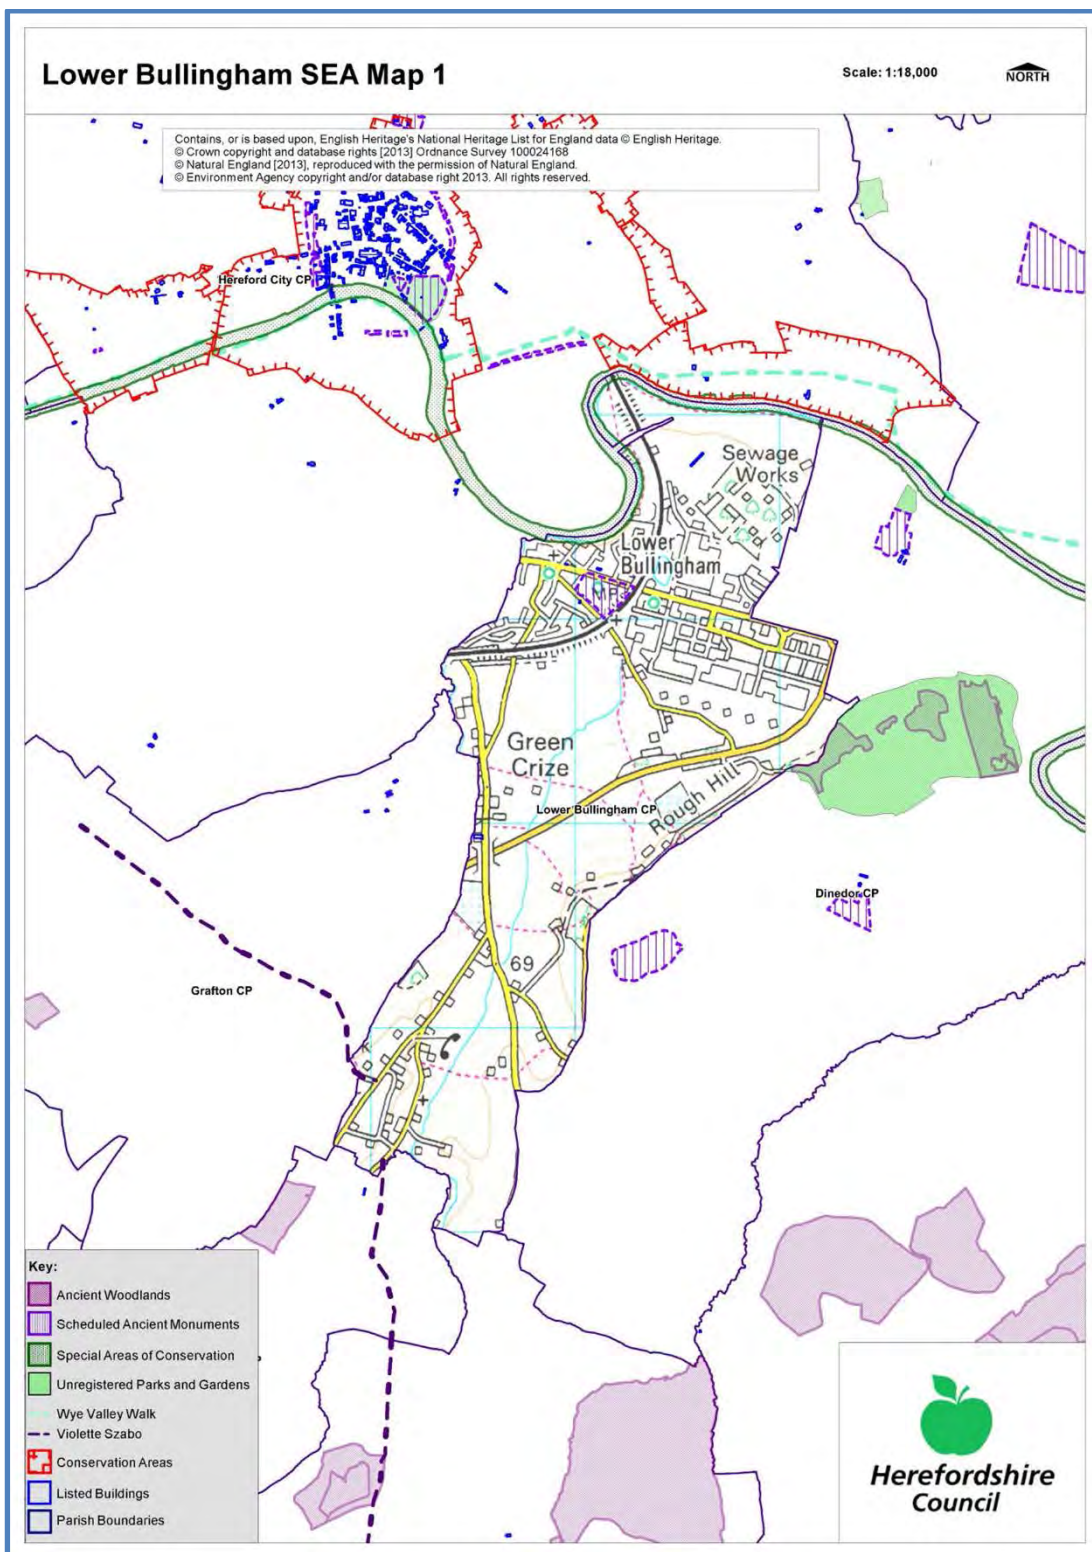 Lower Bullingham SEA Map 1
Scale: 1:18,000
NORTH
Contains, or is based upon, English Heritage's National Heritage List for England data © English Heritage.
© Crown copyright and database rights [2013] Ordnance Survey 100024168
© Natural England [2013], reproduced with the permission of Natural England.
© Environment Agency copyright and/or database right 2013. All rights reserved.
Hereford City CP
Sewage
Works
Lower
Bullingham
Green
Crize
Rough Hill
Lower Bullingham CP
Dinedor CP
69
Grafton CP
Key:
Ancient Woodlands
Scheduled Ancient Monuments
Special Areas of Conservation
Unregistered Parks and Gardens
Wye Valley Walk
Violette Szabo
Conservation Areas
Listed Buildings
Parish Boundaries
Herefordshire
Council